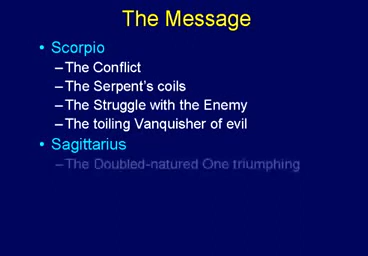 The Message
• Scorpio
– The Conflict
– The Serpent's coils
– The Struggle with the Enemy
– The toiling Vanquisher of evil
• Sagittarius
– The Doubled-natured One triumphing